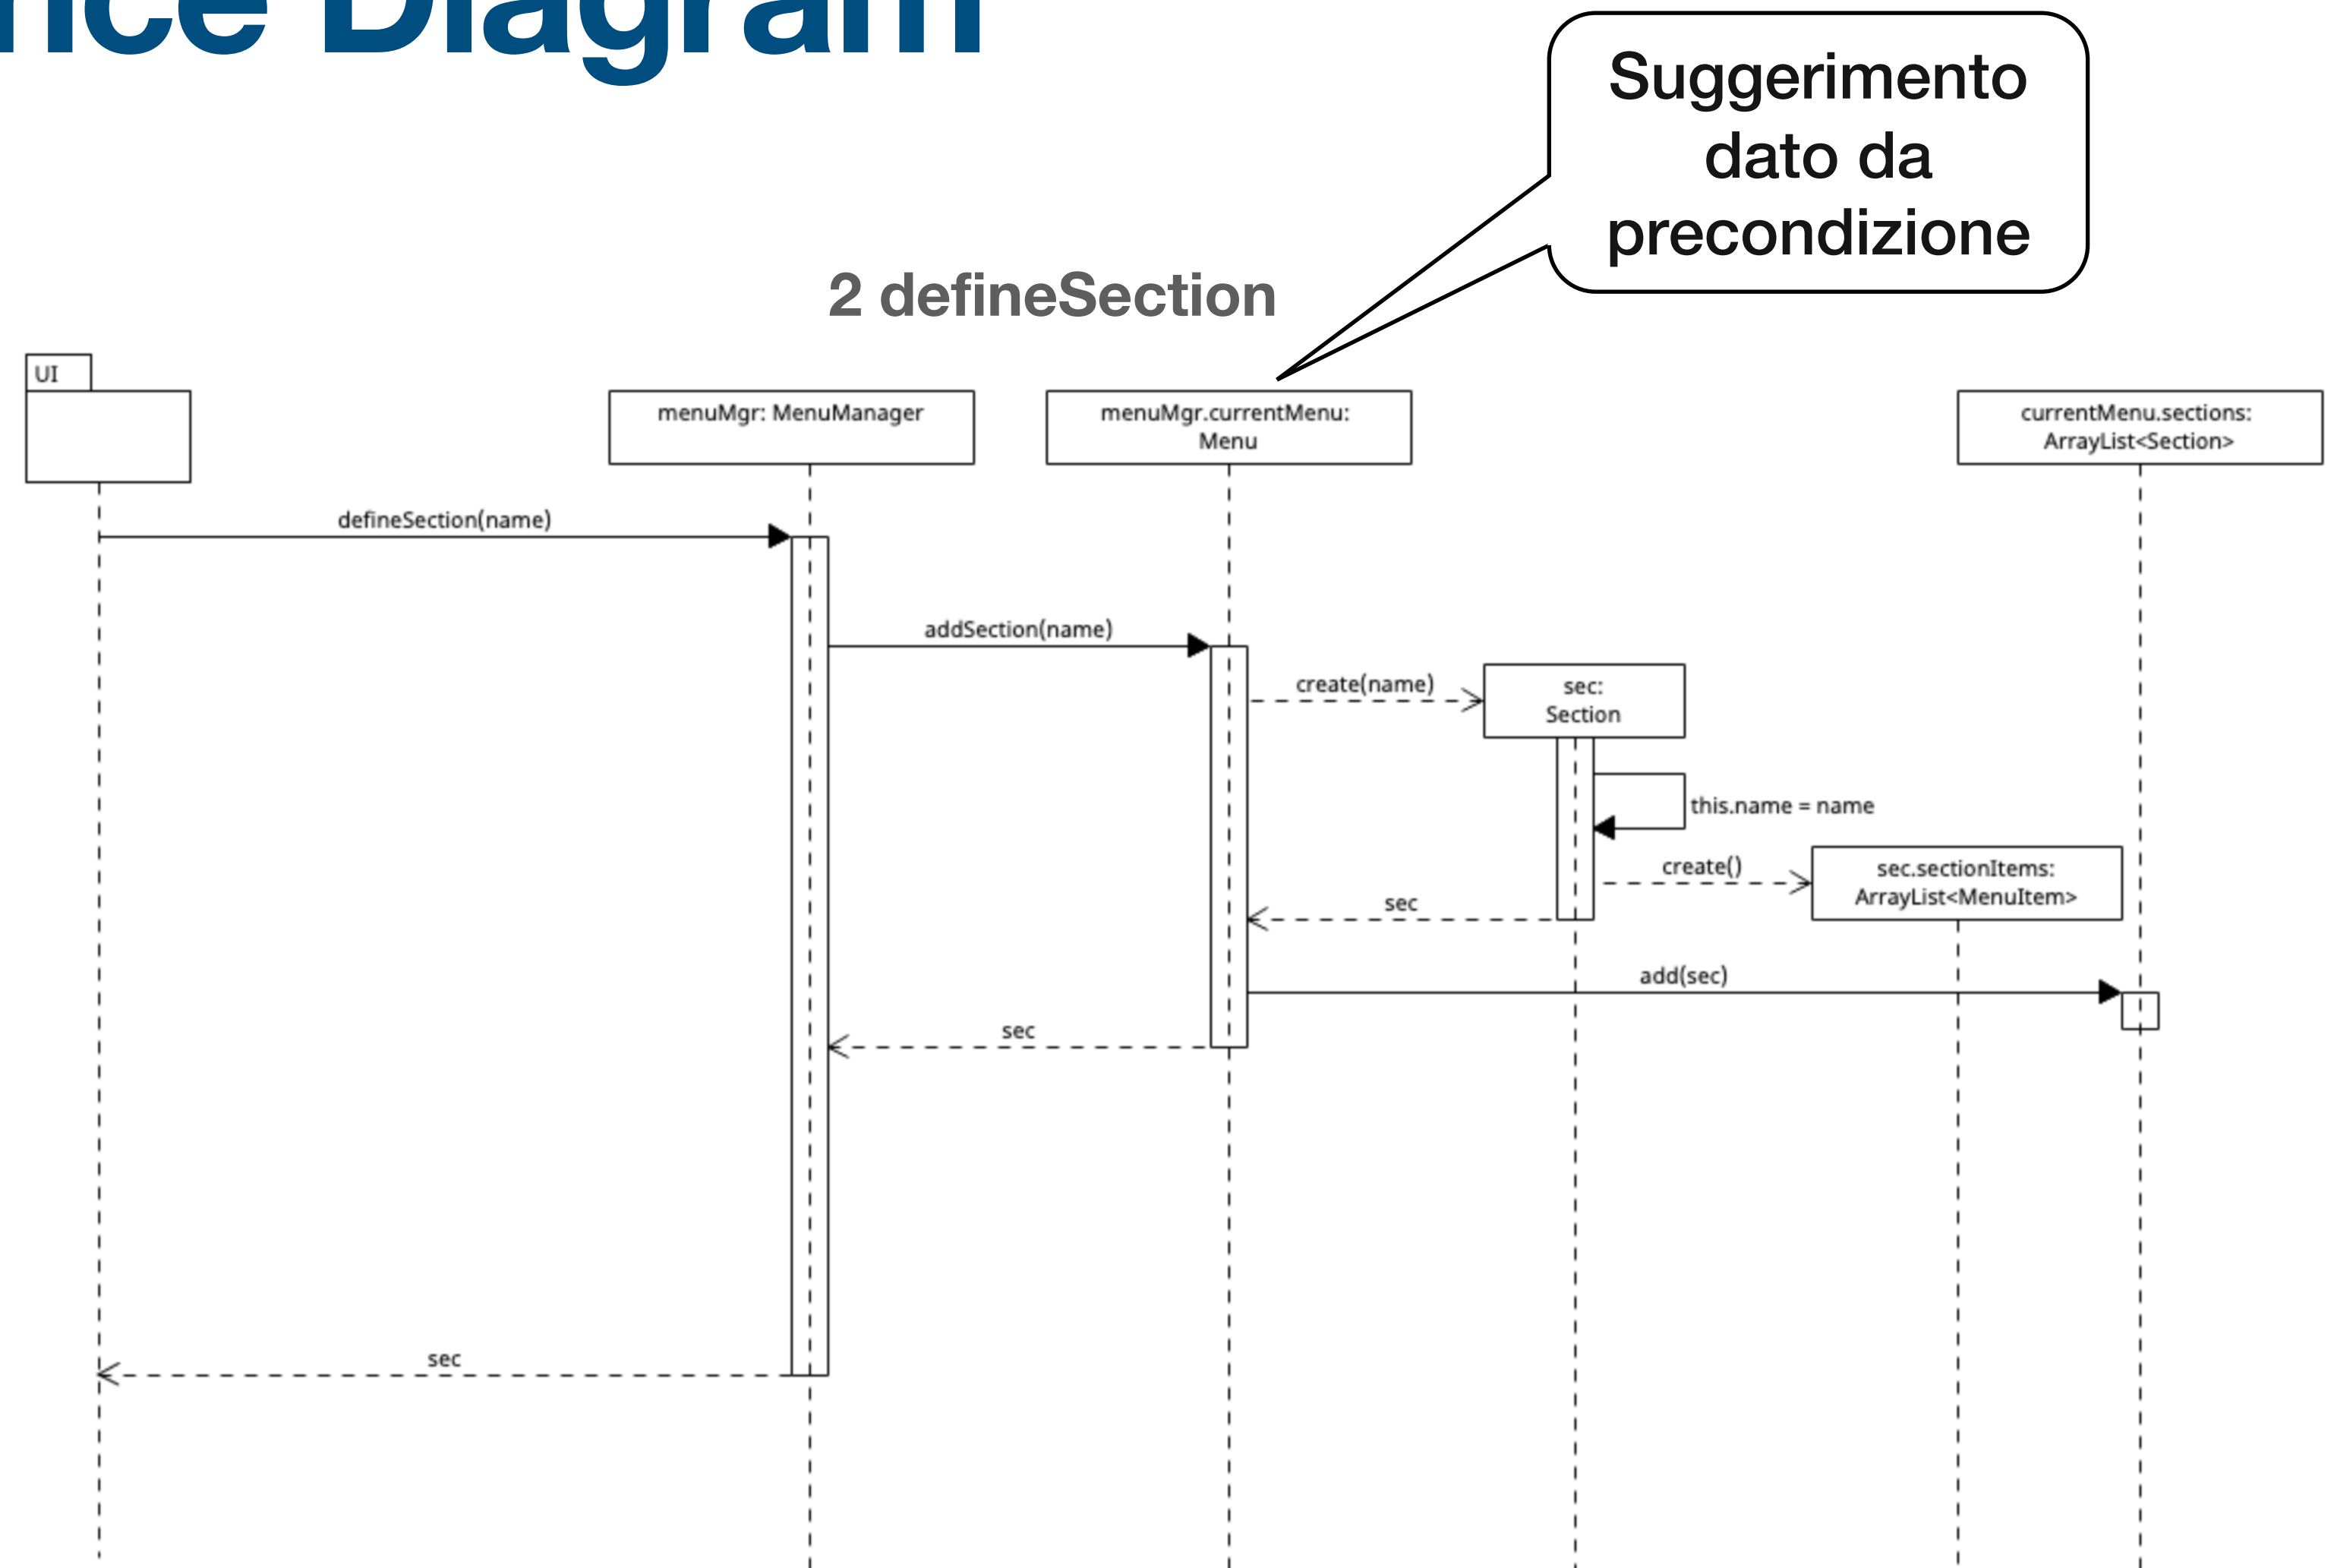 nce Diagram
Suggerimento
dato da
precondizione
2 defineSection
UI
menuMgr: MenuManager
menuMgr.currentMenu:
Menu
currentMenu.sections:
ArrayList<Section>
defineSection(name)
addSection(name)
create(name)
sec:
Section
this.name = name
create()
sec.sectionItems:
ArrayList<MenuItem>
sec
add(sec)
sec
sec